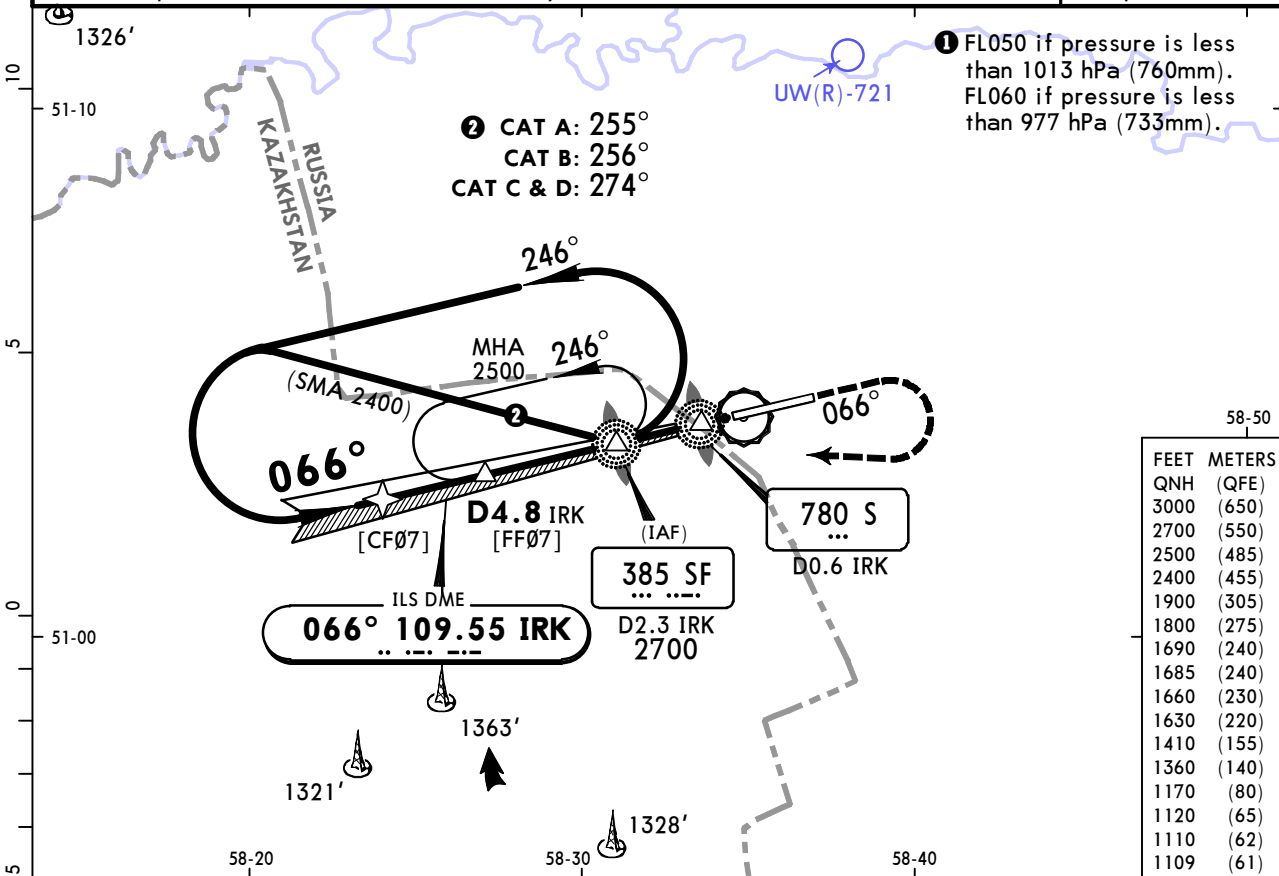 1326'
10
51-10
RUSSIA
KAZAKHSTAN
❷ CAT A: 255°
CAT B: 256°
CAT C & D: 274°
UW(R)-721
❶ FL050 if pressure is less
than 1013 hPa (760mm).
FL060 if pressure is less
than 977 hPa (733mm).
246°
5
MHA
2500
246°
(SMA 2400)
❷
066°
066°
[CFØ7]
D4.8 IRK
[FFØ7]
(IAF)
385 SF
D2.3 IRK
2700
780 S
D0.6 IRK
ILS DME
066° 109.55 IRK
0
51-00
1363'
1321'
1328'
5
58-20
58-30
58-40
58-50
FEET METERS
QNH (QFE)
3000 (650)
2700 (550)
2500 (485)
2400 (455)
1900 (305)
1800 (275)
1690 (240)
1685 (240)
1660 (230)
1630 (220)
1410 (155)
1360 (140)
1170 (80)
1120 (65)
1110 (62)
1109 (61)